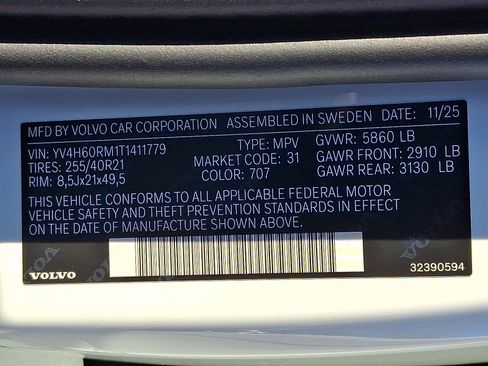 MFD BY VOLVO CAR CORPORATION ASSEMBLED IN SWEDEN DATE: 11/25
VIN: YV4H60RM1T1411779 TYPE: MPV GVWR: 5860 LB
TIRES: 255/40R21 MARKET CODE: 31 GAWR FRONT: 2910 LB
RIM: 8,5Jx21x49,5 COLOR: 707 GAWR REAR: 3130 LB
THIS VEHICLE CONFORMS TO ALL APPLICABLE FEDERAL MOTOR
VEHICLE SAFETY AND THEFT PREVENTION STANDARDS IN EFFECT
ON THE DATE OF MANUFACTURE SHOWN ABOVE.
VOLVO 32390594